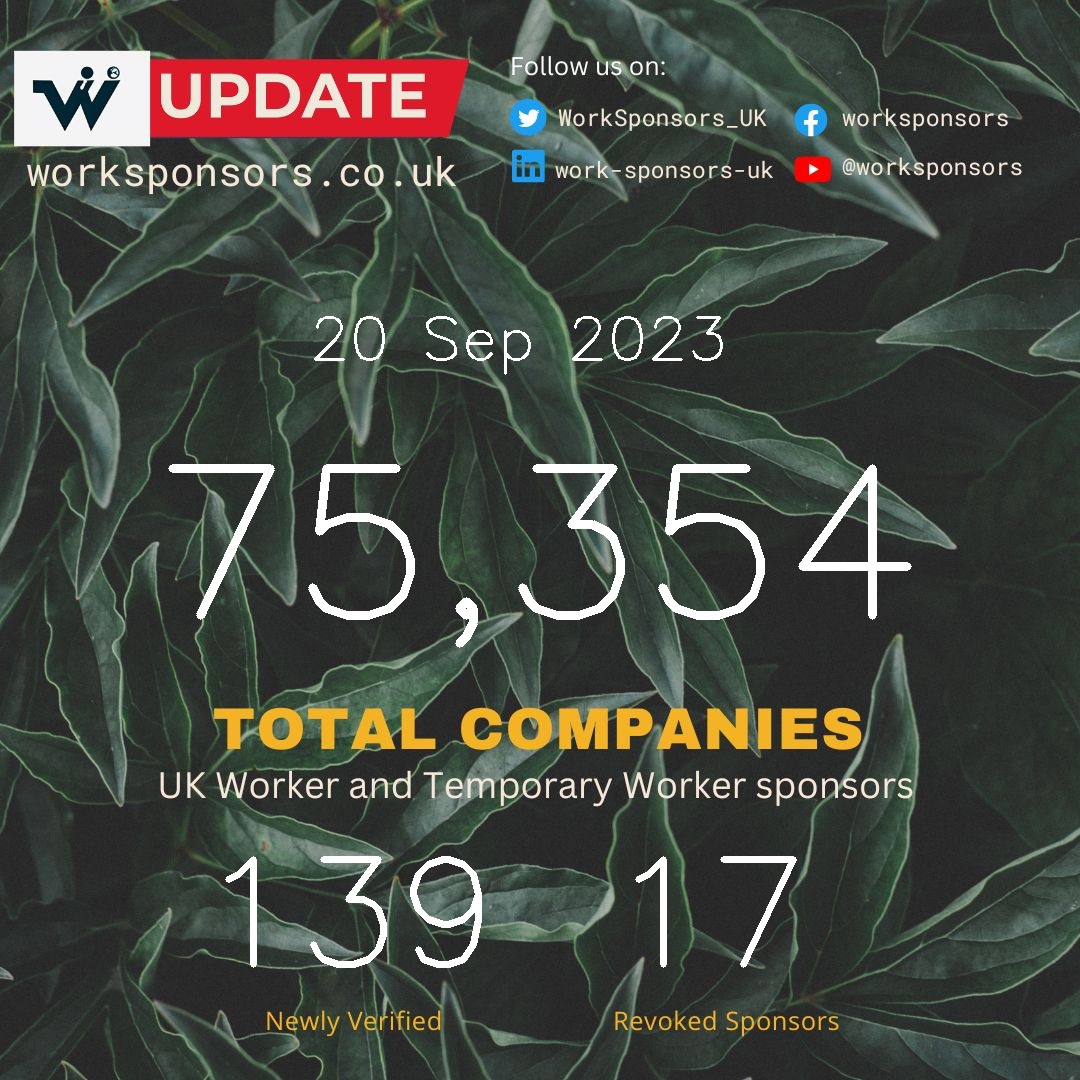 W UPDATE
worksponsors.co.uk
Follow us on:
WorkSponsors_UK worksponsors
work-sponsors-uk @worksponsors
20 Sep 2023
75,354
TOTAL COMPANIES
UK Worker and Temporary Worker sponsors
139 17
Newly Verified Revoked Sponsors